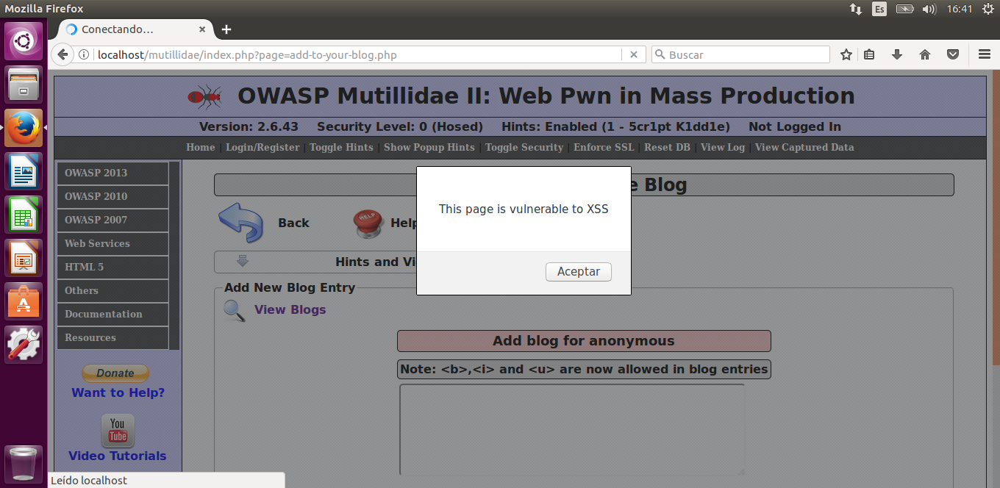 Mozilla Firefox
Es
16:41
Conectando…
localhost/mutillidae/index.php?page=add-to-your-blog.php
Buscar
OWASP Mutillidae II: Web Pwn in Mass Production
Version: 2.6.43 Security Level: 0 (Hosed) Hints: Enabled (1 - 5cr1pt K1dd1e) Not Logged In
Home | Login/Register | Toggle Hints | Show Popup Hints | Toggle Security | Enforce SSL | Reset DB | View Log | View Captured Data
OWASP 2013
OWASP 2010
OWASP 2007
Web Services
HTML 5
Others
Documentation
Resources
Donate
Want to Help?
You
Tube
Video Tutorials
Blog
Back
HELP
Help
Hints and Vi
This page is vulnerable to XSS
Aceptar
Add New Blog Entry
View Blogs
Add blog for anonymous
Note: <b>,<i> and <u> are now allowed in blog entries
Leído localhost